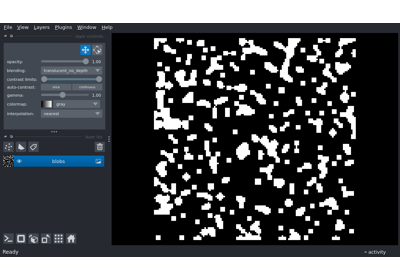 File View Layers Plugins Window Help
opacity: 1.00
blending: translucent_no_depth
contrast limits:
auto-contrast: once continuous
gamma: 1.00
colormap: gray
interpolation: nearest
blobs
Ready
activity